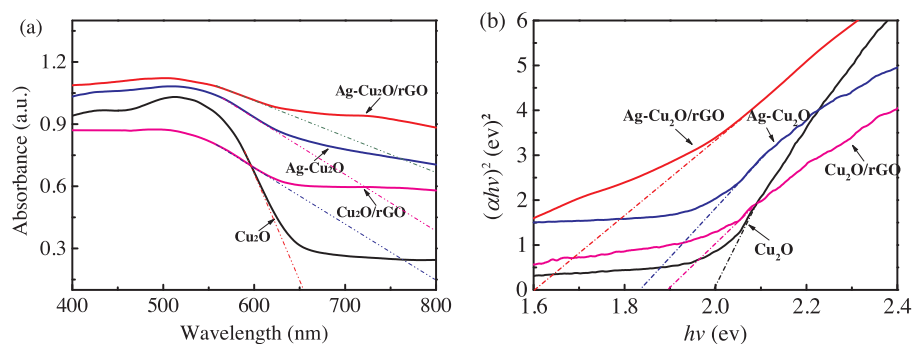 (a)
Absorbance (a.u.)
1.2
0.9
0.6
0.3
Ag-Cu₂O/rGO
Ag-Cu₂O
Cu₂O/rGO
Cu₂O
400 500 600 700 800
Wavelength (nm)
(b)
(αhv)² (ev)²
6
5
4
3
2
1
0
Ag-Cu₂O/rGO
Ag-Cu₂O
Cu₂O/rGO
Cu₂O
1.6 1.8 2.0 2.2 2.4
hv (ev)